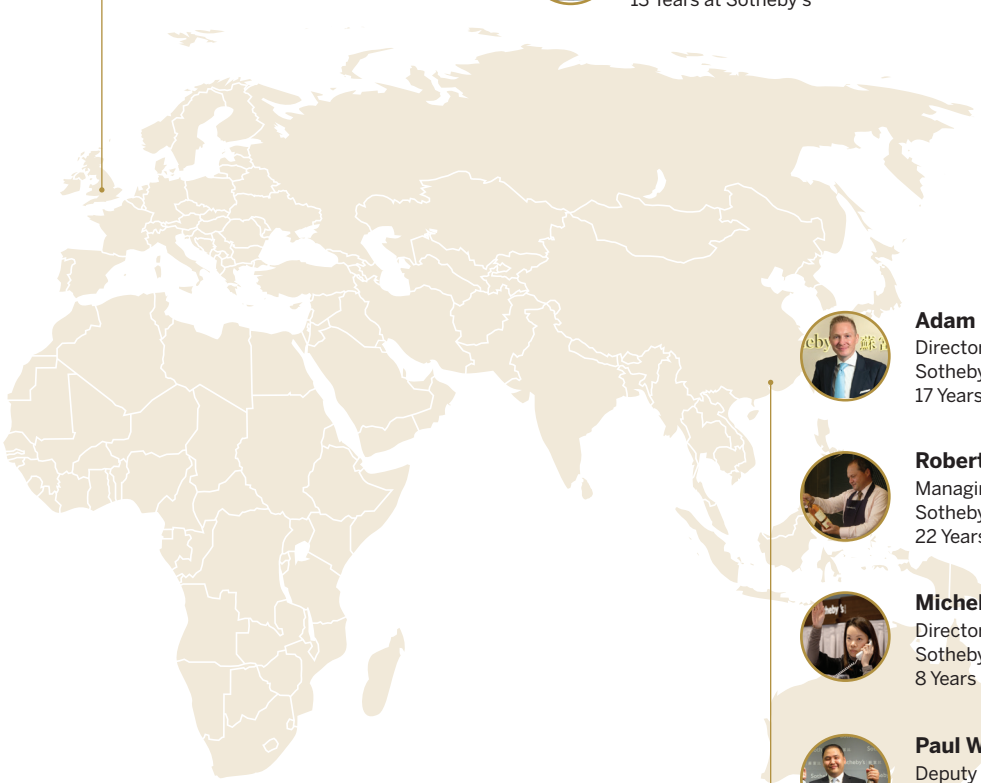 13 Years at Sotheby's
Adam
Director
Sotheby
17 Years
Robert
Managin
Sotheby
22 Years
Michel
Director
Sotheby
8 Years
Paul W
Deputy